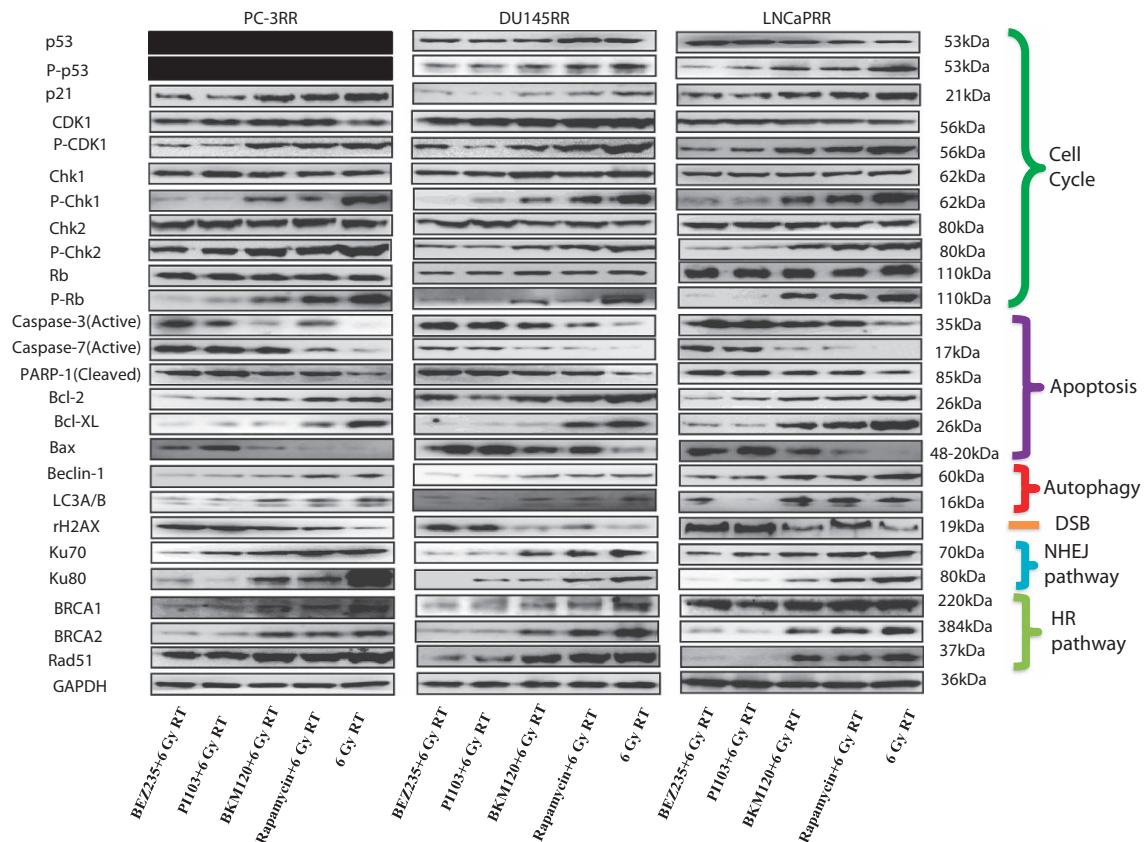 PC-3RR DU145RR LNCaPRR
p53 53kDa
P-p53 53kDa
p21 21kDa
CDK1 56kDa
P-CDK1 56kDa
Chk1 62kDa
P-Chk1 62kDa
Chk2 80kDa
P-Chk2 80kDa
Rb 110kDa
P-Rb 110kDa
Cell
Cycle
Caspase-3(Active) 35kDa
Caspase-7(Active) 17kDa
PARP-1(Cleaved) 85kDa
Bcl-2 26kDa
Bcl-XL 26kDa
Bax 48-20kDa
Apoptosis
Beclin-1 60kDa
LC3A/B 16kDa
Autophagy
rH2AX 19kDa DSB
Ku70 70kDa
Ku80 80kDa
NHEJ
pathway
BRCA1 220kDa
BRCA2 384kDa
Rad51 37kDa
HR
pathway
GAPDH 36kDa
BEZ235+6 Gy RT
PI103+6 Gy RT
BKM120+6 Gy RT
Rapamycin+6 Gy RT
6 Gy RT
BEZ235+6 Gy RT
PI103+6 Gy RT
BKM120+6 Gy RT
Rapamycin+6 Gy RT
6 Gy RT
BEZ235+6 Gy RT
PI103+6 Gy RT
BKM120+6 Gy RT
Rapamycin+6 Gy RT
6 Gy RT